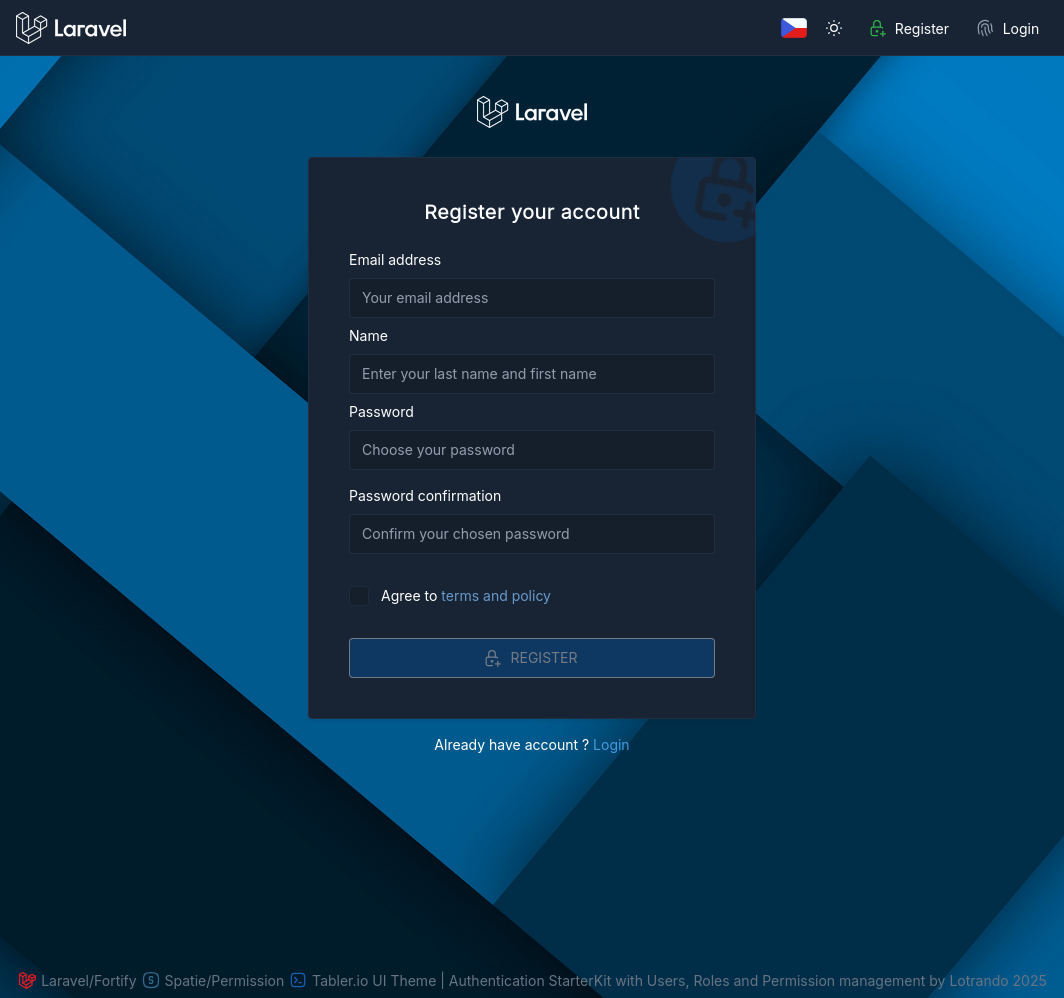 Laravel
Register
Login
Laravel
Register your account
Email address
Your email address
Name
Enter your last name and first name
Password
Choose your password
Password confirmation
Confirm your chosen password
Agree to terms and policy
REGISTER
Already have account ? Login
Laravel/Fortify S Spatie/Permission Tabler.io UI Theme | Authentication StarterKit with Users, Roles and Permission management by Lotrando 2025